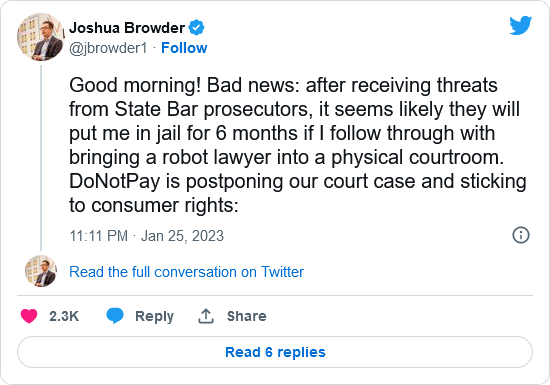 Joshua Browder
@jbrowder1 · Follow
Good morning! Bad news: after receiving threats
from State Bar prosecutors, it seems likely they will
put me in jail for 6 months if I follow through with
bringing a robot lawyer into a physical courtroom.
DoNotPay is postponing our court case and sticking
to consumer rights:
11:11 PM · Jan 25, 2023
Read the full conversation on Twitter
2.3K Reply Share
Read 6 replies